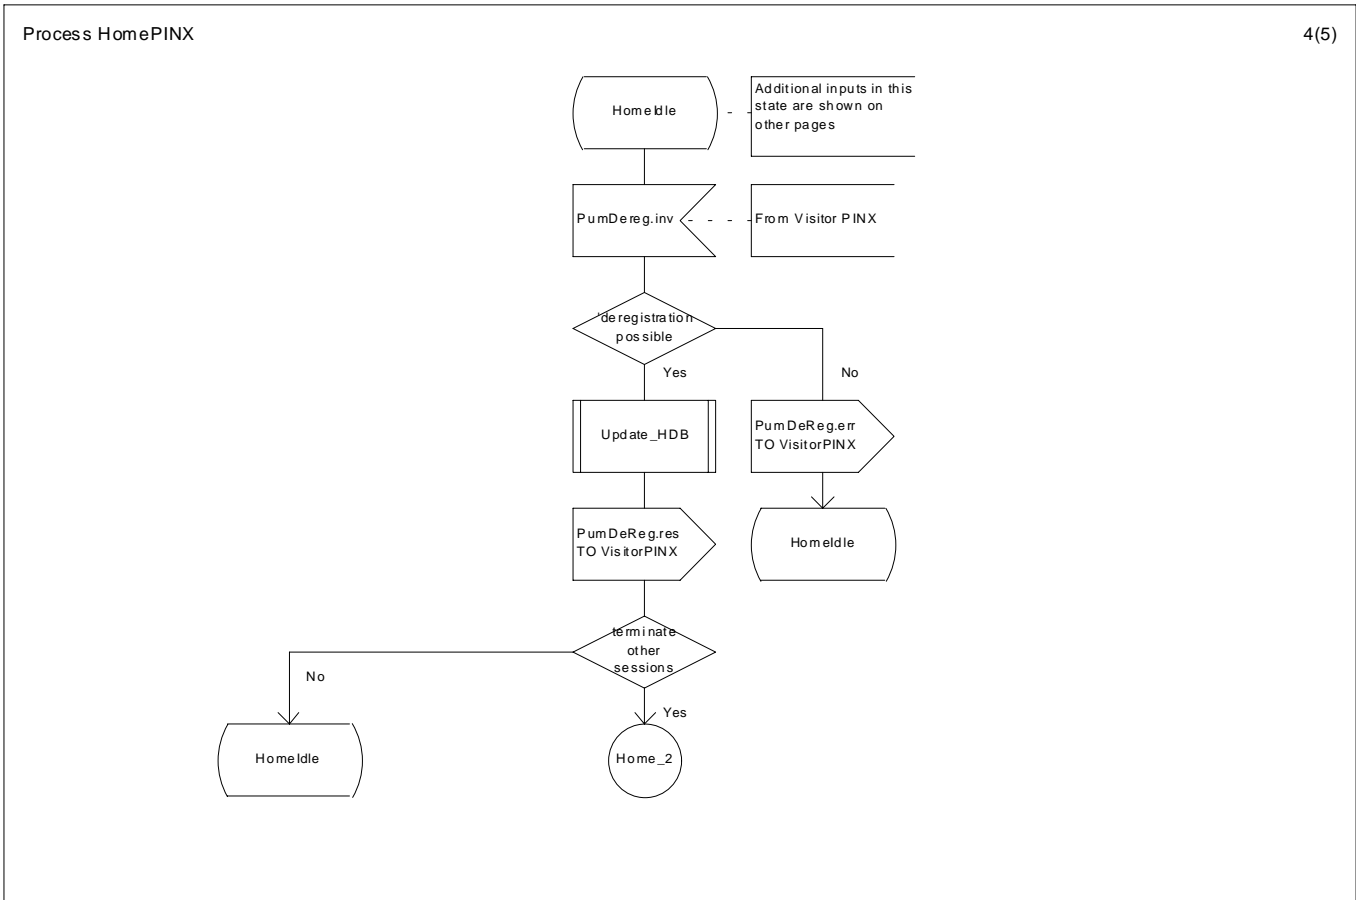 Process HomePINX
4(5)
HomeIdle
Additional inputs in this
state are shown on
other pages
PumDereg.inv
From Visitor PINX
'deregistration
possible
Yes
No
Update_HDB
PumDeReg.err
TO VisitorPINX
PumDeReg.res
TO VisitorPINX
HomeIdle
terminate
other
sessions
No
Yes
HomeIdle
Home_2